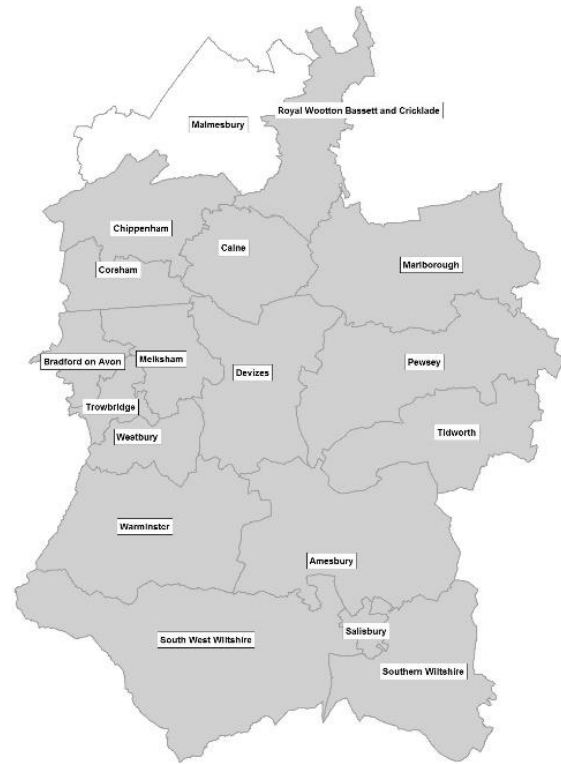 Royal Wootton Bassett and Cricklade
Malmesbury
Chippenham
Calne
Corsham
Marlborough
Bradford on Avon
Melksham
Devizes
Pewsey
Trowbridge
Westbury
Tidworth
Warminster
Amesbury
South West Wiltshire
Salisbury
Southern Wiltshire